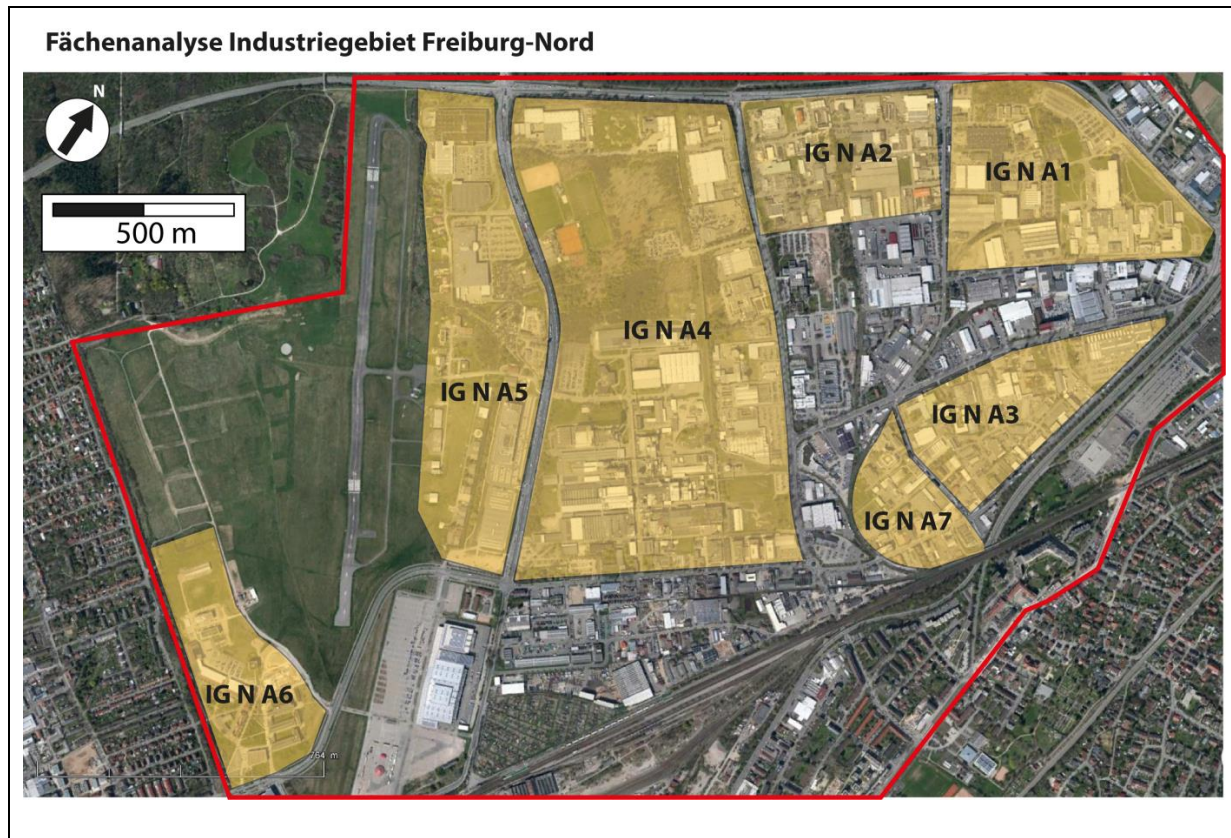 Fächenanalyse Industriegebiet Freiburg-Nord
N
500 m
IG N A2
IG N A1
IG N A4
IG N A5
IG N A3
IG N A7
IG N A6
764 m